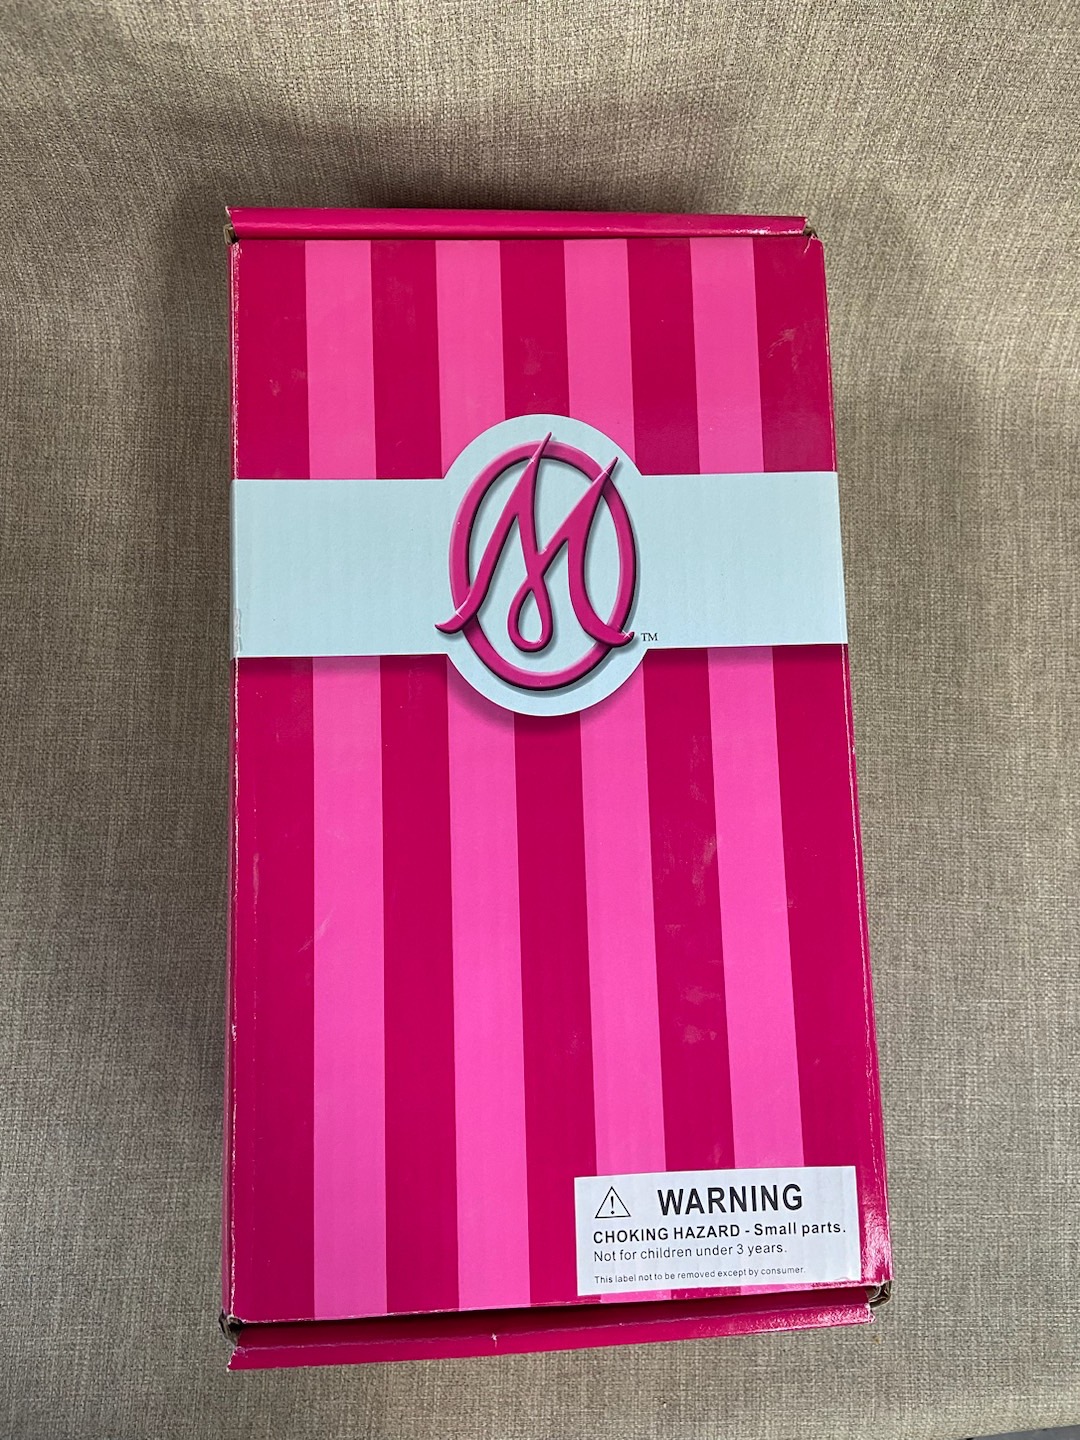 M
TM
WARNING
CHOKING HAZARD - Small parts.
Not for children under 3 years.
This label not to be removed except by consumer.